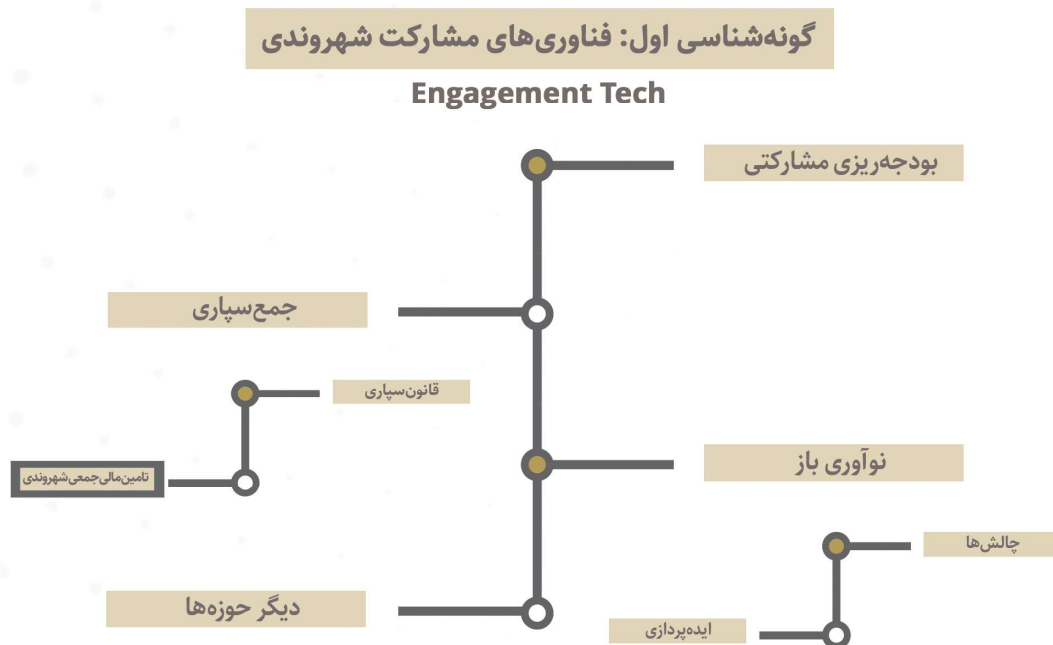 گونه‌شناسی اول: فناوری‌های مشارکت شهروندی
Engagement Tech
بودجه‌ریزی مشارکتی
جمع‌سپاری
قانون‌سپاری
تامین‌مالی‌جمعی‌شهروندی
نوآوری باز
چالش‌ها
ایده‌پردازی
دیگر حوزه‌ها